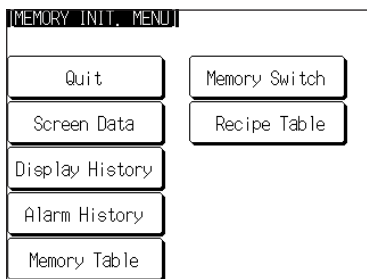 [MEMORY INIT. MENU]
Quit
Memory Switch
Screen Data
Recipe Table
Display History
Alarm History
Memory Table